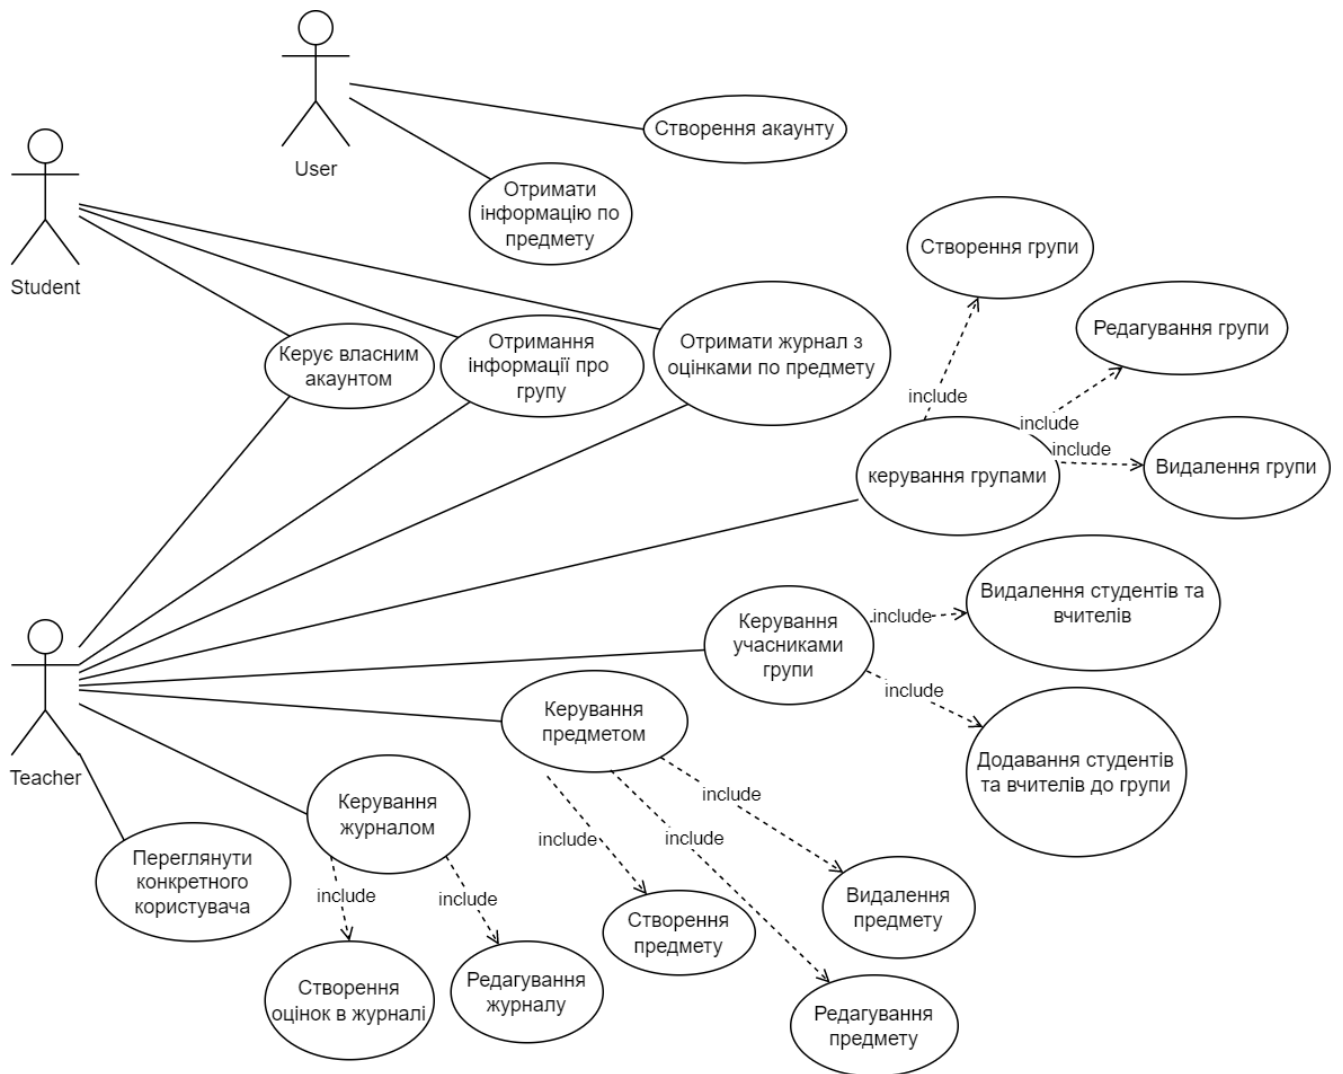 User
Створення акаунту
Отримати
інформацію по
предмету
Student
Створення групи
Редагування групи
Керує власним
акаунтом
Отримання
інформації про
групу
Отримати журнал з
оцінками по предмету
include
include
include
керування групами
Видалення групи
Видалення студентів та
вчителів
Керування
учасниками
групи
include
include
Додавання студентів
та вчителів до групи
Teacher
Керування
предметом
include
include
include
Керування
журналом
Переглянути
конкретного
користувача
include
include
Створення
предмету
Видалення
предмету
Створення
оцінок в журналі
Редагування
журналу
Редагування
предмету